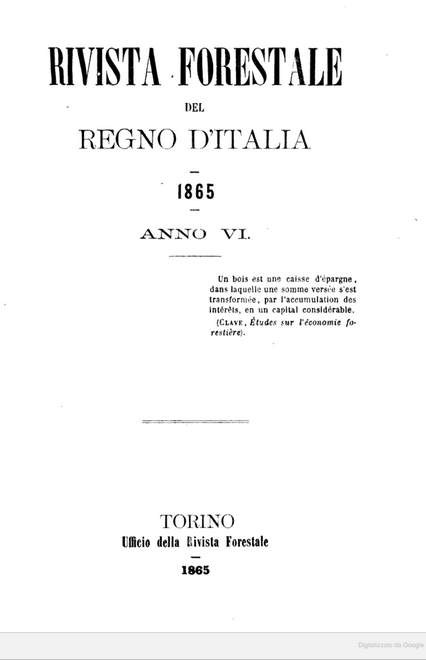 RIVISTA FORESTALE
DEL
REGNO D'ITALIA
1865
ANNO VI.
Un bois est une caisse d'épargne,
dans laquelle une somme versée s'est
transformée, par l'accumulation des
intérêts, en un capital considérable.
(CLAVE, Études sur l'économie fo-
restière).
TORINO
Ufficio della Rivista Forestale
1865
Digitalizzato da Google